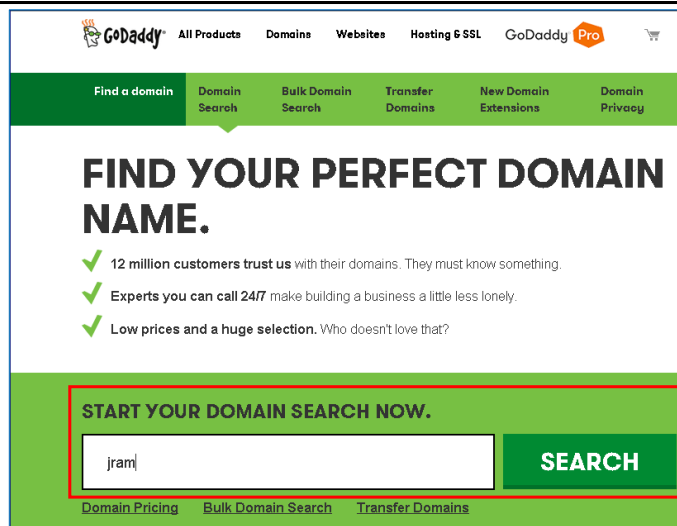 GoDaddy All Products Domains Websites Hosting & SSL GoDaddy Pro
Find a domain Domain Search Bulk Domain Search Transfer Domains New Domain Extensions Domain Privacy
FIND YOUR PERFECT DOMAIN
NAME.
12 million customers trust us with their domains. They must know something.
Experts you can call 24/7 make building a business a little less lonely.
Low prices and a huge selection. Who doesn't love that?
START YOUR DOMAIN SEARCH NOW.
jram SEARCH
Domain Pricing Bulk Domain Search Transfer Domains